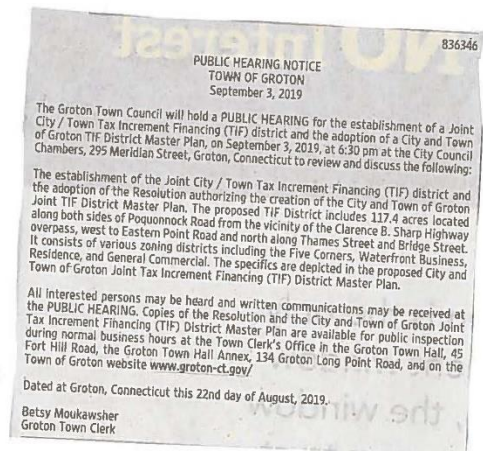 836346
PUBLIC HEARING NOTICE
TOWN OF GROTON
September 3, 2019
The Groton Town Council will hold a PUBLIC HEARING for the establishment of a Joint
City / Town Tax Increment Financing (TIF) district and the adoption of a City and Town
of Groton TIF District Master Plan, on September 3, 2019, at 6:30 pm at the City Council
Chambers, 295 Meridian Street, Groton, Connecticut to review and discuss the following:
The establishment of the Joint City / Town Tax Increment Financing (TIF) district and
the adoption of the Resolution authorizing the creation of the City and Town of Groton
Joint TIF District Master Plan. The proposed TIF District includes 117.4 acres located
along both sides of Poquonnock Road from the vicinity of the Clarence B. Sharp Highway
overpass, west to Eastern Point Road and north along Thames Street and Bridge Street.
It consists of various zoning districts including the Five Corners, Waterfront Business,
Residence, and General Commercial. The specifics are depicted in the proposed City and
Town of Groton Joint Tax Increment Financing (TIF) District Master Plan.
All interested persons may be heard and written communications may be received at
the PUBLIC HEARING. Copies of the Resolution and the City and Town of Groton Joint
Tax Increment Financing (TIF) District Master Plan are available for public inspection
during normal business hours at the Town Clerk's Office in the Groton Town Hall, 45
Fort Hill Road, the Groton Town Hall Annex, 134 Groton Long Point Road, and on the
Town of Groton website www.groton-ct.gov/
Dated at Groton, Connecticut this 22nd day of August, 2019.
Betsy Moukawsher
Groton Town Clerk